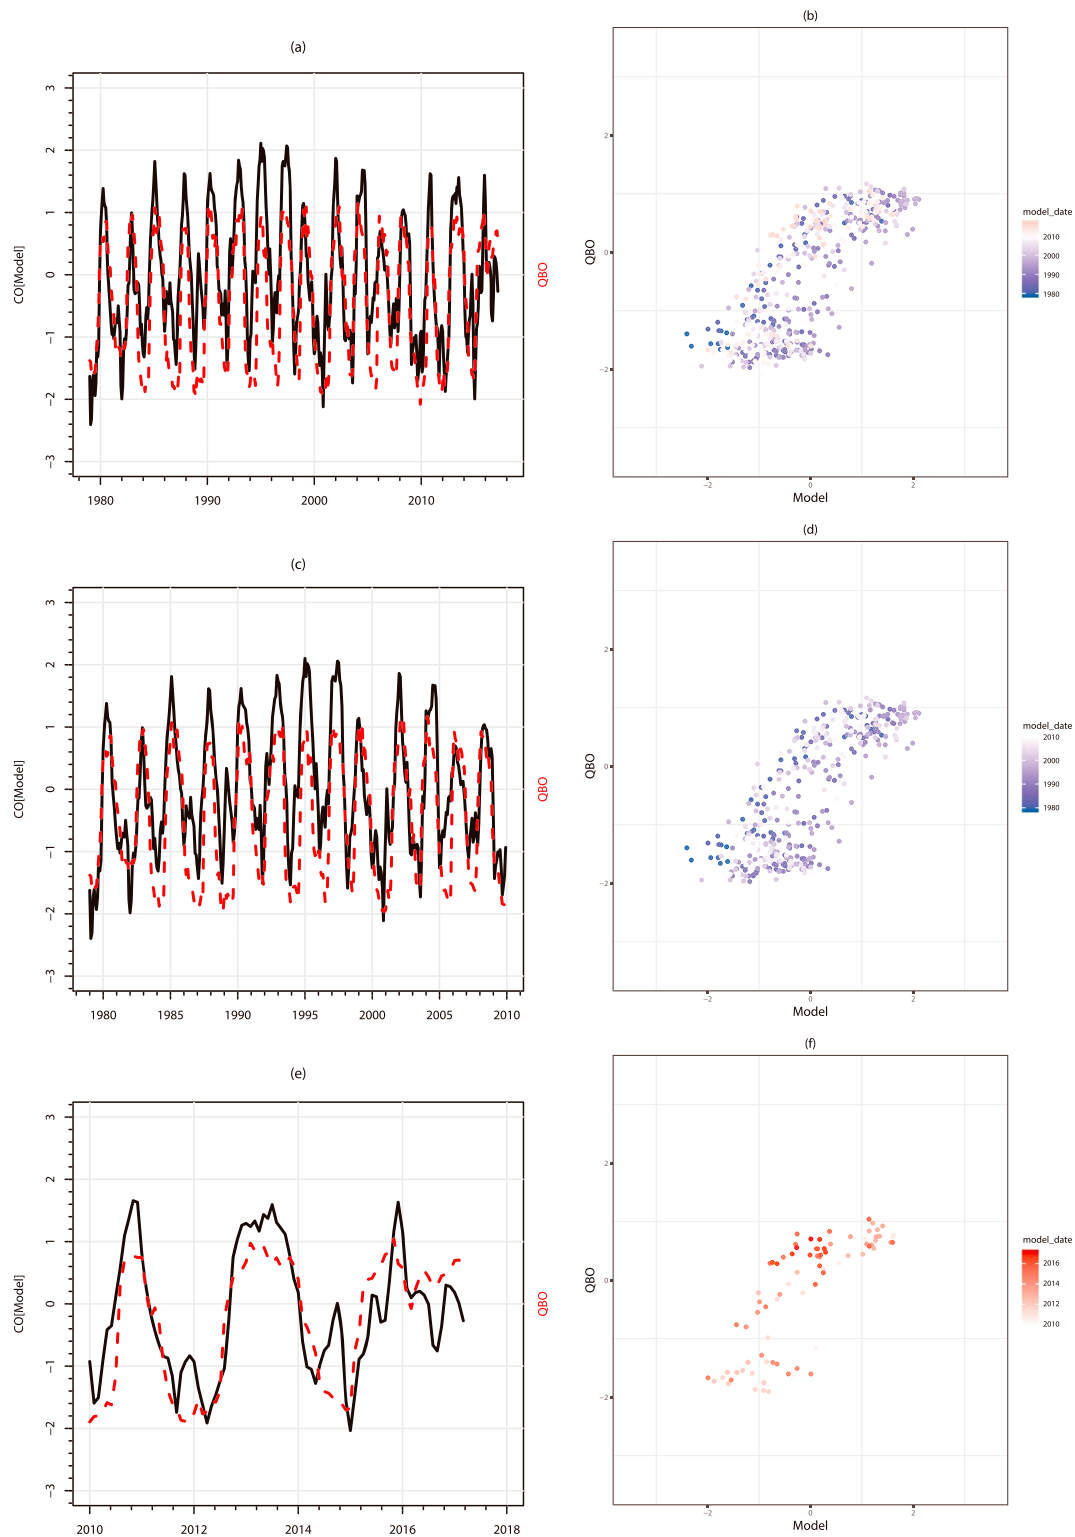 (a)
CO[Model]
3
2
1
0
−1
−2
−3
1980 1990 2000 2010
QBO
(b)
QBO
2
0
−2
−2 0 2
Model
model_date
2010
2000
1990
1980
(c)
CO[Model]
3
2
1
0
−1
−2
−3
1980 1985 1990 1995 2000 2005 2010
QBO
(d)
QBO
2
0
−2
−2 0 2
Model
model_date
2010
2000
1990
1980
(e)
CO[Model]
3
2
1
0
−1
−2
−3
2010 2012 2014 2016 2018
QBO
(f)
QBO
2
0
−2
−2 0 2
Model
model_date
2016
2014
2012
2010